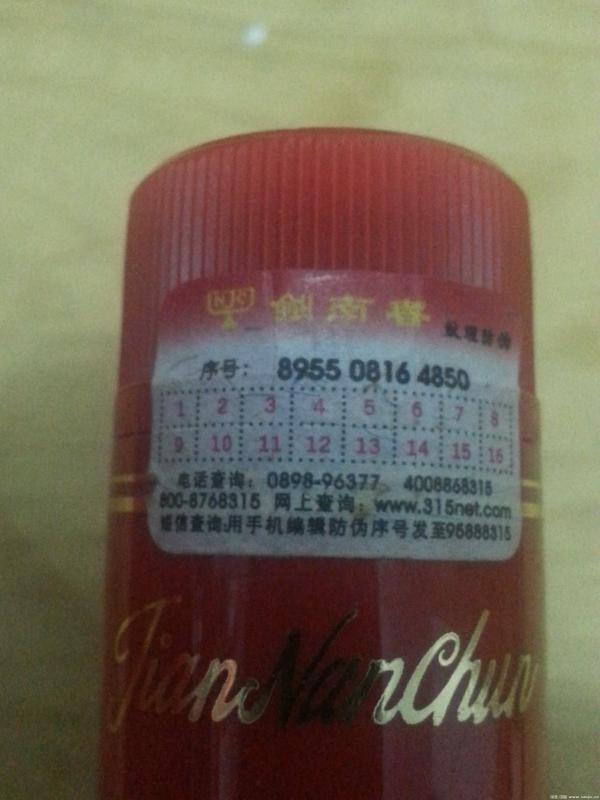 剑南春
纹理防伪
序号: 8955 0816 4850
1 2 3 4 5 6 7 8
9 10 11 12 13 14 15 16
电话查询: 0898-96377 4008868315
800-8768315 网上查询: www.315net.com
短信查询:用手机编辑防伪序号发至95888315
JianNanChun